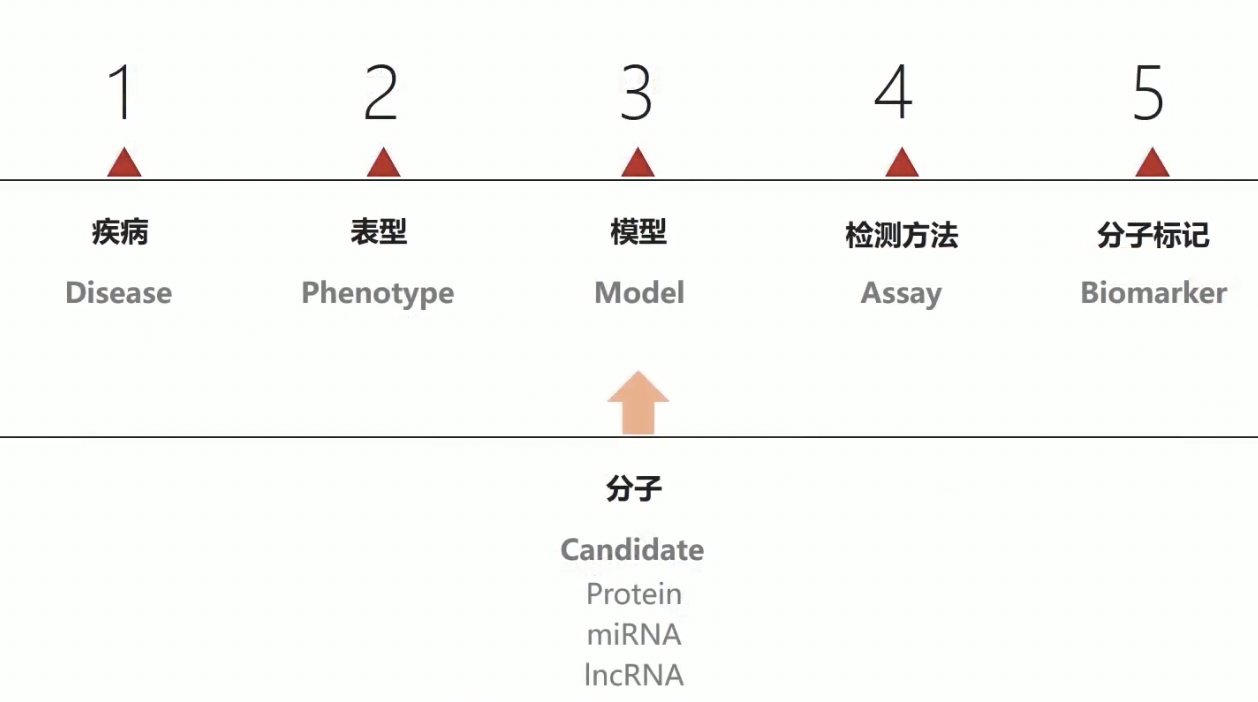 1 2 3 4 5
疾病 表型 模型 检测方法 分子标记
Disease Phenotype Model Assay Biomarker
分子
Candidate
Protein
miRNA
lncRNA